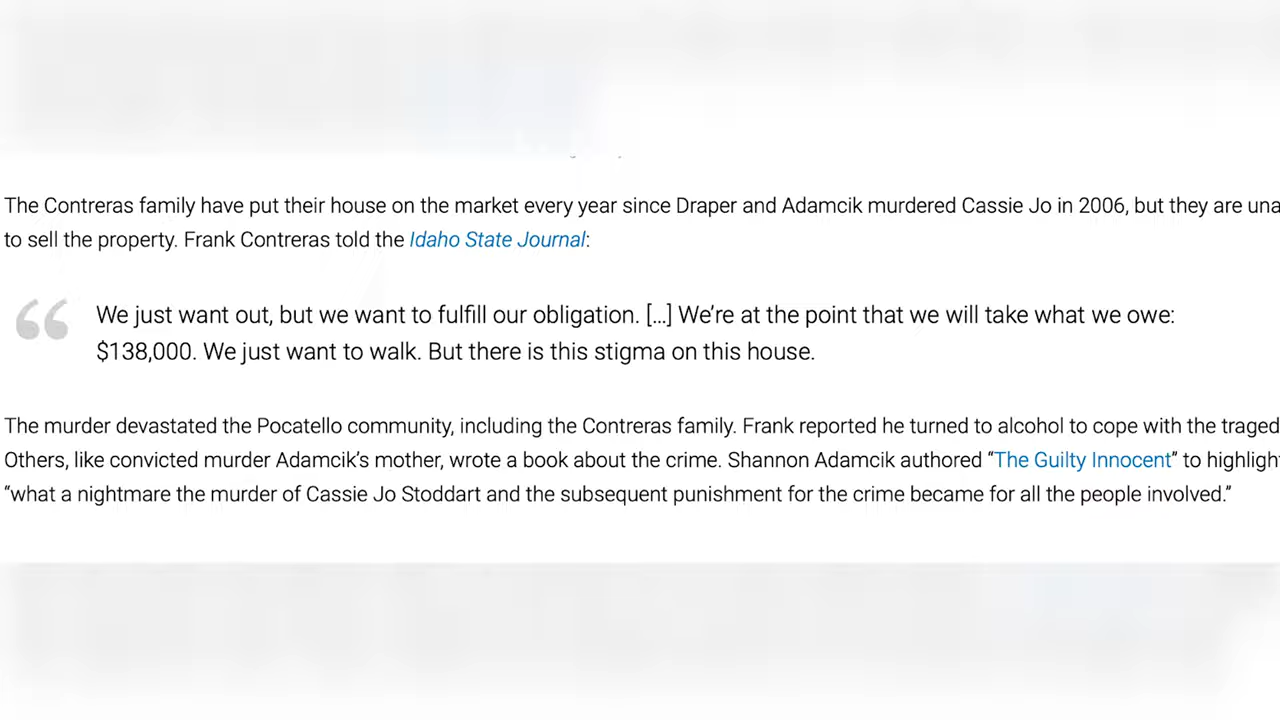 The Contreras family have put their house on the market every year since Draper and Adamcik murdered Cassie Jo in 2006, but they are una
to sell the property. Frank Contreras told the Idaho State Journal:
“ We just want out, but we want to fulfill our obligation. […] We’re at the point that we will take what we owe:
$138,000. We just want to walk. But there is this stigma on this house.
The murder devastated the Pocatello community, including the Contreras family. Frank reported he turned to alcohol to cope with the traged
Others, like convicted murder Adamcik’s mother, wrote a book about the crime. Shannon Adamcik authored “The Guilty Innocent” to highligh
“what a nightmare the murder of Cassie Jo Stoddart and the subsequent punishment for the crime became for all the people involved.”